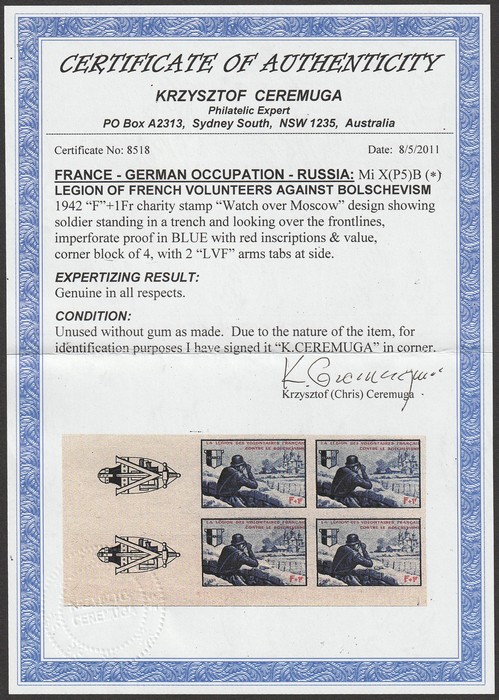 CERTIFICATE OF AUTHENTICITY
KRZYSZTOF CEREMUGA
Philatelic Expert
PO Box A2313, Sydney South, NSW 1235, Australia
Certificate No: 8518 Date: 8/5/2011
FRANCE - GERMAN OCCUPATION - RUSSIA: Mi X(P5)B (*)
LEGION OF FRENCH VOLUNTEERS AGAINST BOLSCHEVISM
1942 “F”+1Fr charity stamp “Watch over Moscow” design showing
soldier standing in a trench and looking over the frontlines,
imperforate proof in BLUE with red inscriptions & value,
corner block of 4, with 2 “LVF” arms tabs at side.
EXPERTIZING RESULT:
Genuine in all respects.
CONDITION:
Unused without gum as made. Due to the nature of the item, for
identification purposes I have signed it “K.CEREMUGA” in corner.
K. Ceremuga
Krzysztof (Chris) Ceremuga
LA LEGION DES VOLONTAIRES FRANÇAIS LA LEGION DES VOLONTAIRES FRANÇAIS
CONTRE LE BOLCHEVISME CONTRE LE BOLCHEVISME
F+F F+F
LA LEGION DES VOLONTAIRES FRANÇAIS LA LEGION DES VOLONTAIRES FRANÇAIS
CONTRE LE BOLCHEVISME CONTRE LE BOLCHEVISME
F+F F+F